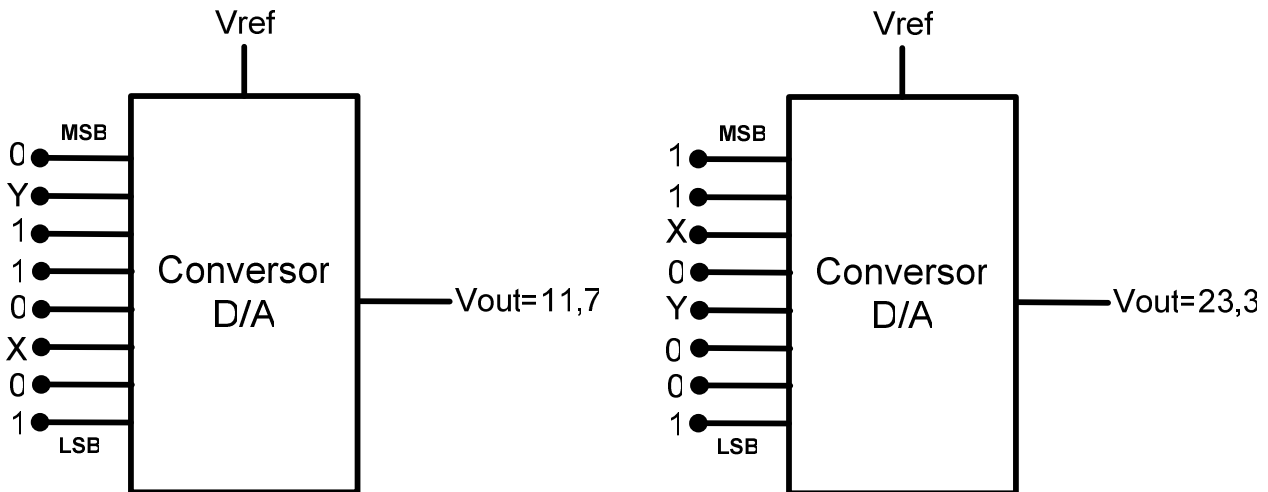 Vref
MSB
0
Y
1
1
0
X
0
1
LSB
Conversor
D/A
Vout=11,7
Vref
MSB
1
1
X
0
Y
0
0
1
LSB
Conversor
D/A
Vout=23,3